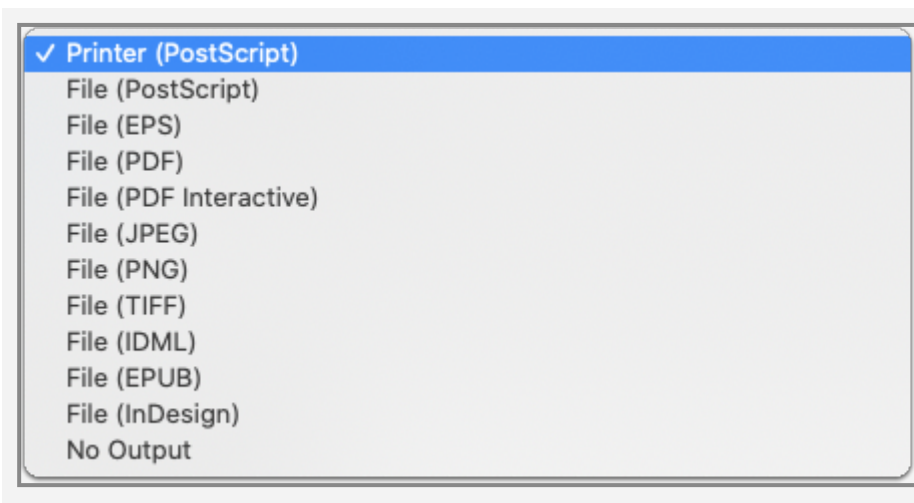 ✓ Printer (PostScript)
File (PostScript)
File (EPS)
File (PDF)
File (PDF Interactive)
File (JPEG)
File (PNG)
File (TIFF)
File (IDML)
File (EPUB)
File (InDesign)
No Output